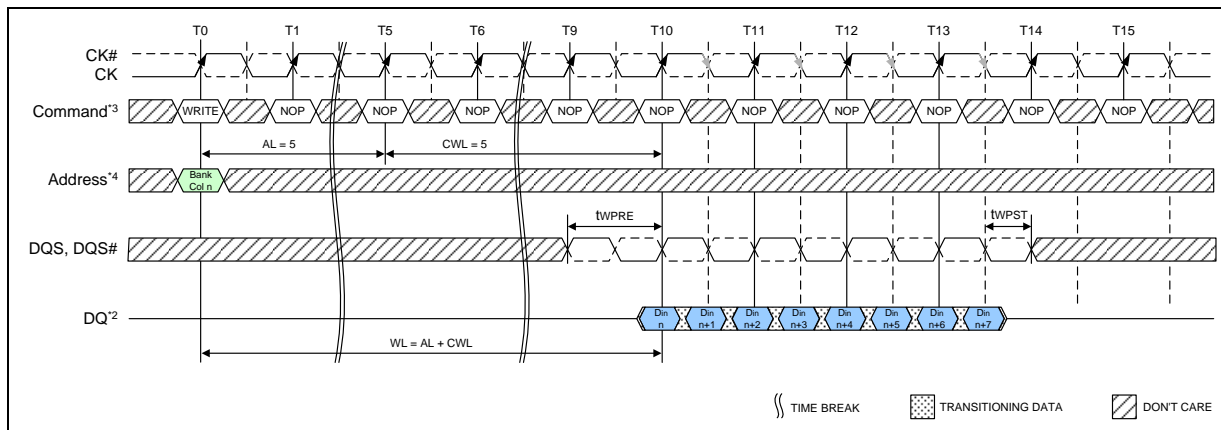 T0 T1 T5 T6 T9 T10 T11 T12 T13 T14 T15
CK#
CK
Command*3 WRITE NOP NOP NOP NOP NOP NOP NOP NOP NOP NOP
AL = 5 CWL = 5
Address*4 Bank
Col n
tWPRE tWPST
DQS, DQS#
DQ*2 Din Din Din Din Din Din Din Din
n n+1 n+2 n+3 n+4 n+5 n+6 n+7
WL = AL + CWL
TIME BREAK TRANSITIONING DATA DON'T CARE